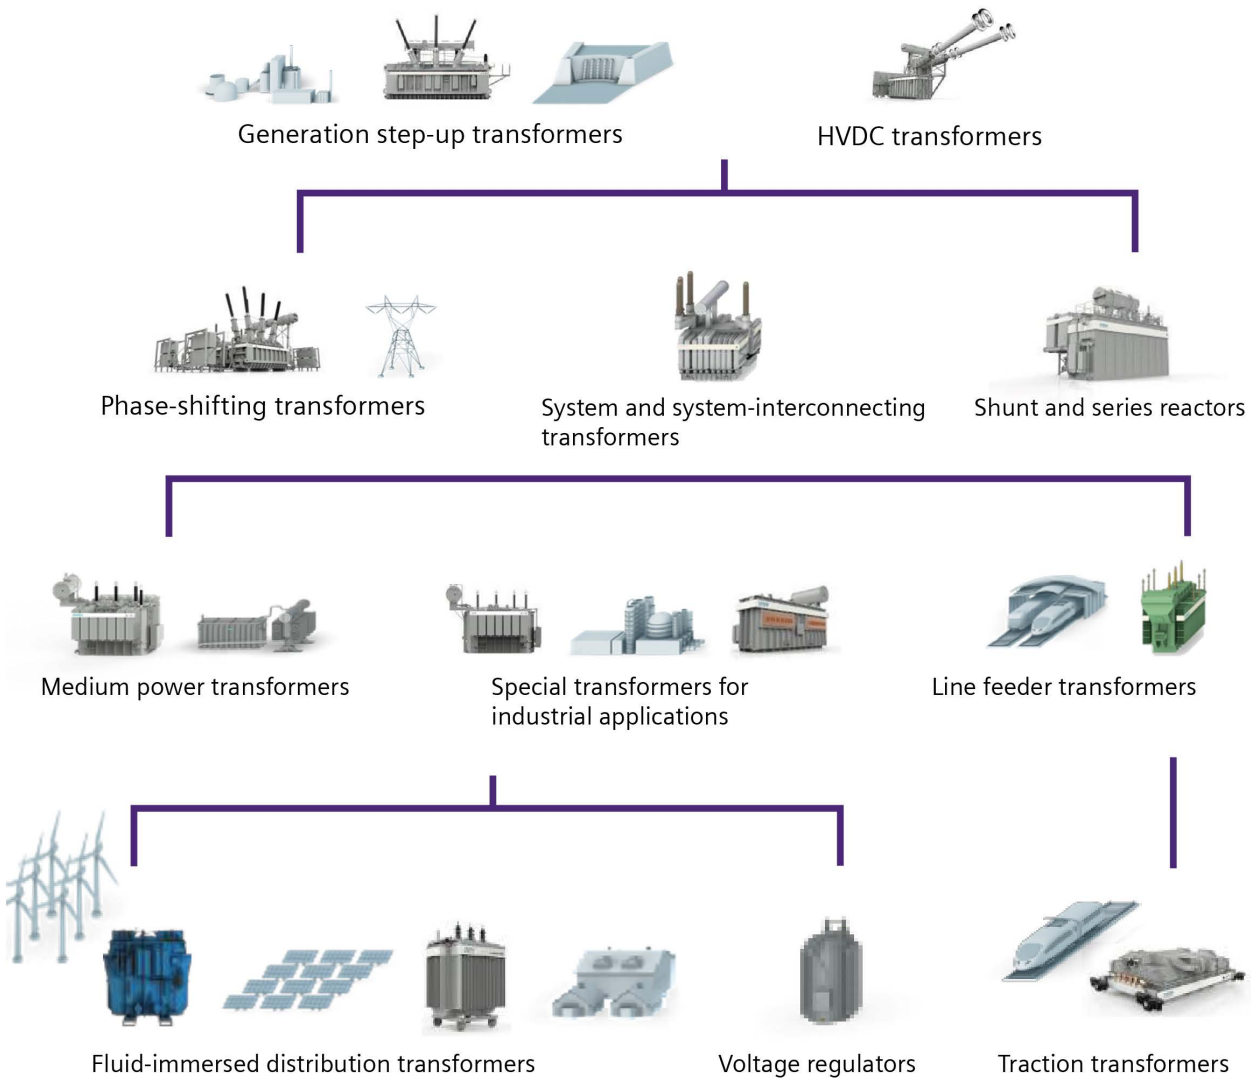 Generation step-up transformers
HVDC transformers
Phase-shifting transformers
System and system-interconnecting
transformers
Shunt and series reactors
Medium power transformers
Special transformers for
industrial applications
Line feeder transformers
Fluid-immersed distribution transformers
Voltage regulators
Traction transformers